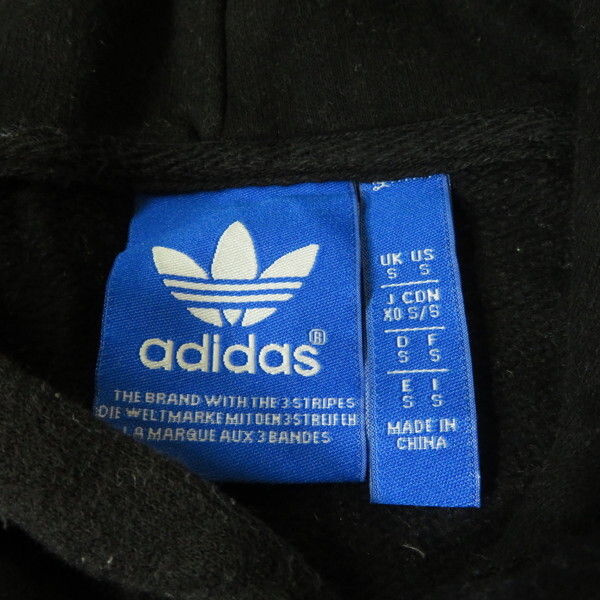 adidas®
THE BRAND WITH THE 3 STRIPES
DIE WELTMARKE MIT DEN 3 STREIFEN
LA MARQUE AUX 3 BANDES
UK US
S S
J CDN
XO S/S
D F
S S
E I
S S
MADE IN
CHINA